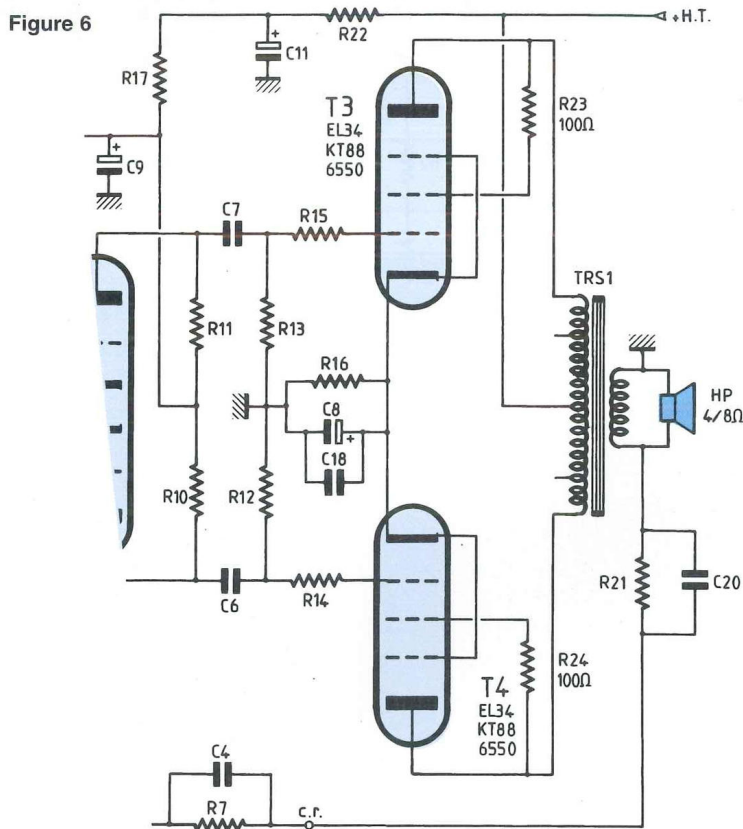 Figure 6
R22
+H.T.
C11
R17
T3
EL34
KT88
6550
R23
100Ω
C9
C7
R15
TRS1
R11
R13
R16
HP
4/8Ω
C8
C18
R10
R12
C6
R14
R21
C20
R24
100Ω
T4
EL34
KT88
6550
C4
R7
c.r.